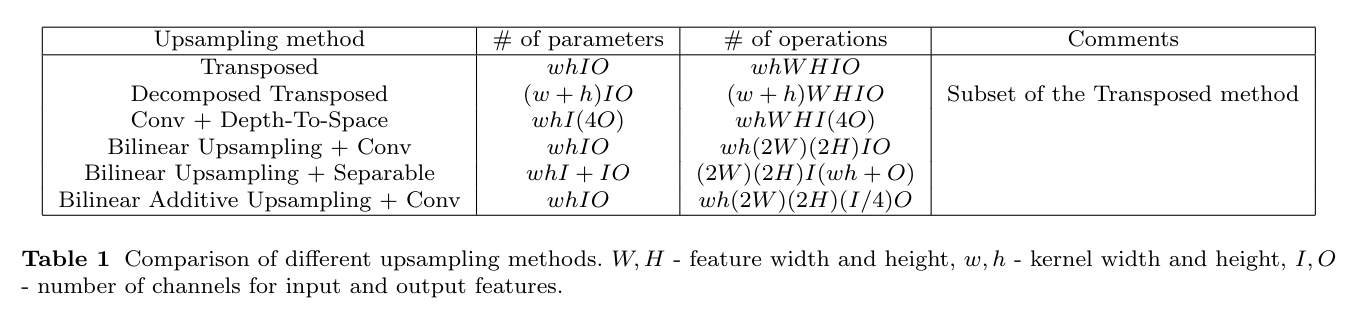 Upsampling method # of parameters # of operations Comments
Transposed whIO whWHIO
Decomposed Transposed (w + h)IO (w + h)WHIO Subset of the Transposed method
Conv + Depth-To-Space whI(4O) whWHI(4O)
Bilinear Upsampling + Conv whIO wh(2W)(2H)IO
Bilinear Upsampling + Separable whI + IO (2W)(2H)I(wh + O)
Bilinear Additive Upsampling + Conv whIO wh(2W)(2H)(I/4)O
Table 1 Comparison of different upsampling methods. W, H - feature width and height, w, h - kernel width and height, I, O
- number of channels for input and output features.